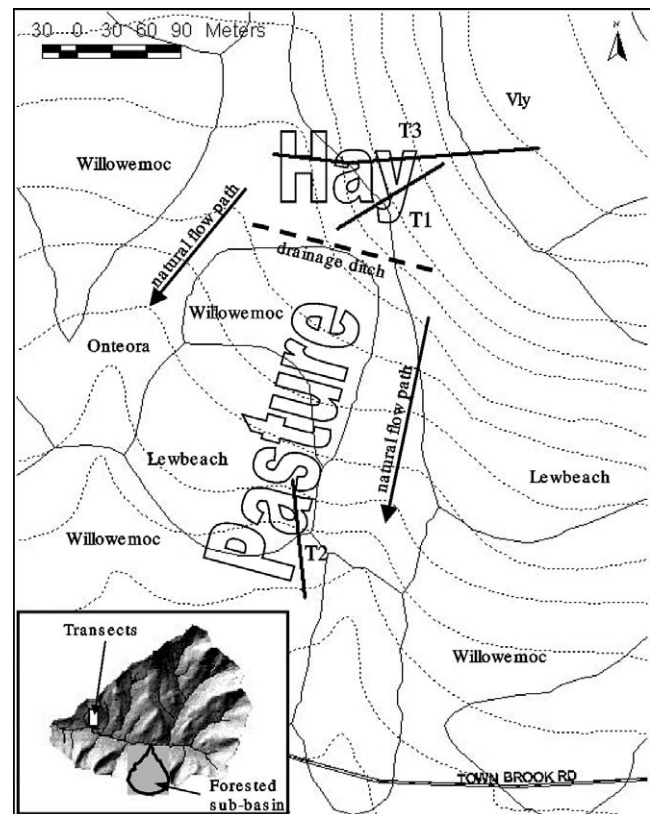 30 0 30 60 90 Meters
N
Vly
Hay
T3
Willowemoc
T1
natural flow path
drainage ditch
Willowemoc
Onteora
Pasture
natural flow path
Lewbeach
Lewbeach
Willowemoc
T2
Transects
Willowemoc
Forested
sub-basin
TOWN BROOK RD